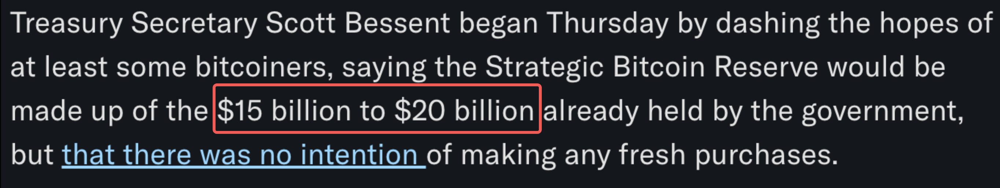 Treasury Secretary Scott Bessent began Thursday by dashing the hopes of
at least some bitcoiners, saying the Strategic Bitcoin Reserve would be
made up of the $15 billion to $20 billion already held by the government,
but that there was no intention of making any fresh purchases.